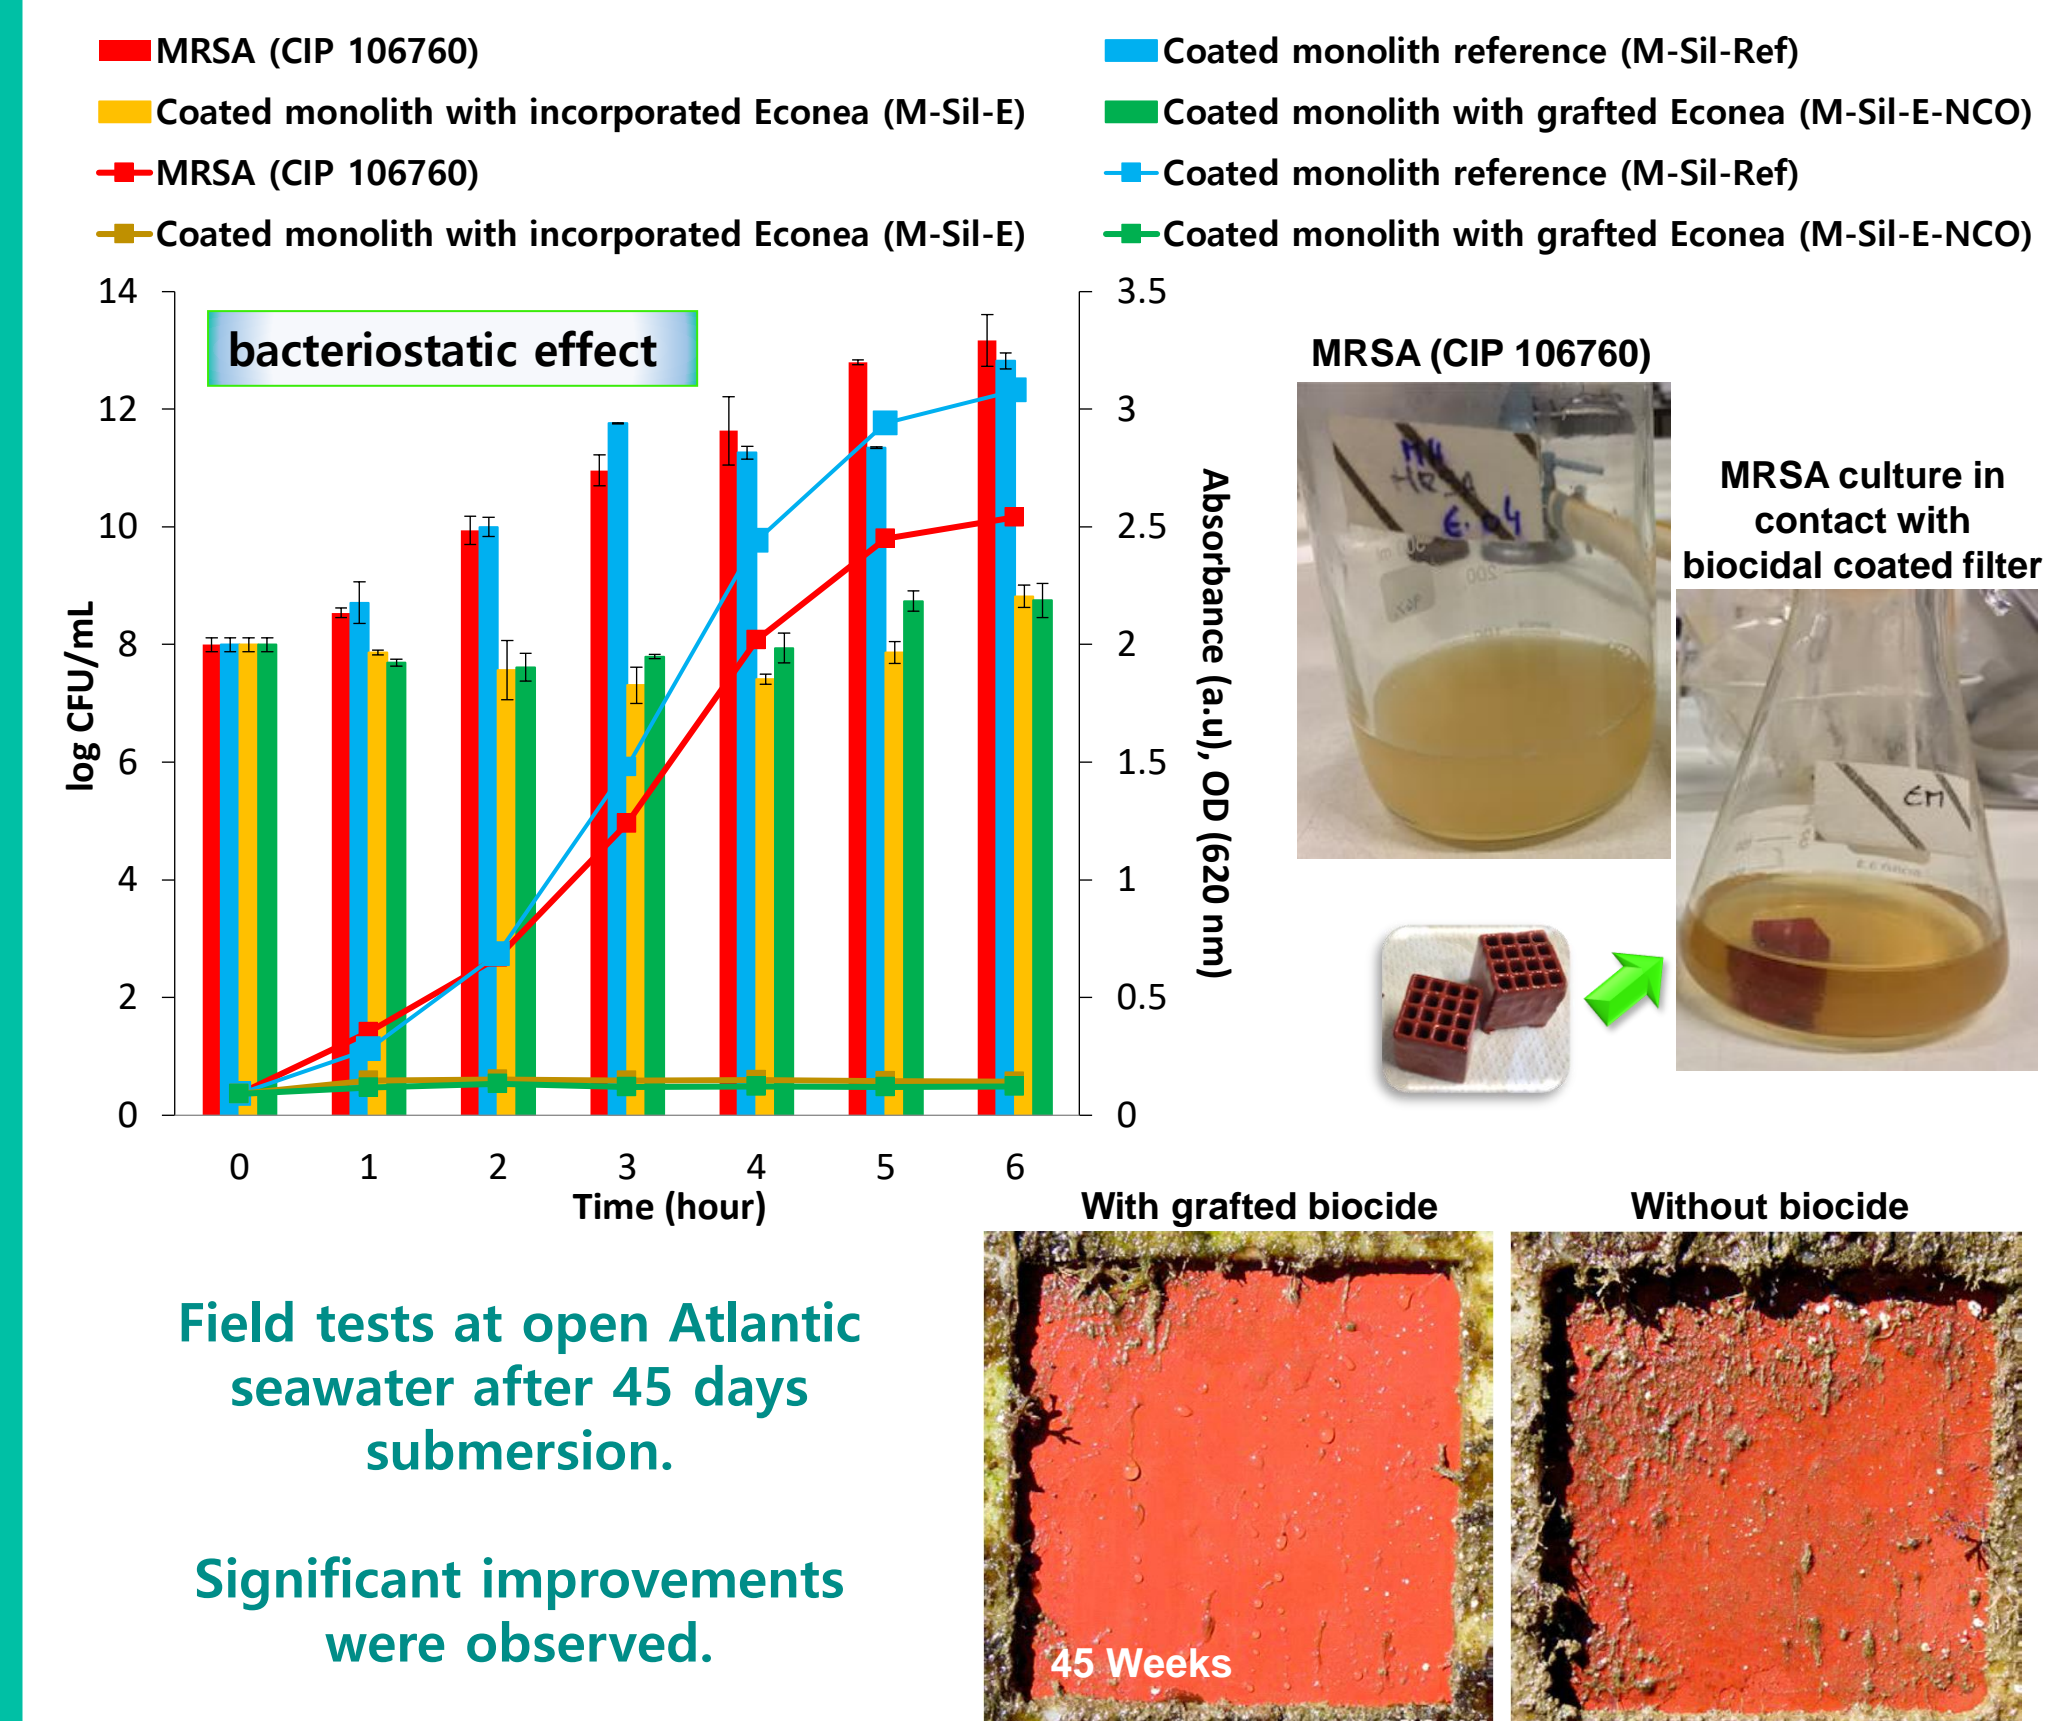 MRSA (CIP 106760)
Coated monolith reference (M-Sil-Ref)
Coated monolith with incorporated Econea (M-Sil-E)
Coated monolith with grafted Econea (M-Sil-E-NCO)
MRSA (CIP 106760)
Coated monolith reference (M-Sil-Ref)
Coated monolith with incorporated Econea (M-Sil-E)
Coated monolith with grafted Econea (M-Sil-E-NCO)
bacteriostatic effect
log CFU/mL
14
12
10
8
6
4
2
0
3.5
3
2.5
2
1.5
1
0.5
0
Absorbance (a.u), OD (620 nm)
0 1 2 3 4 5 6
Time (hour)
MRSA (CIP 106760)
MRSA
E.04
200
MRSA culture in
contact with
biocidal coated filter
EM
With grafted biocide
Without biocide
45 Weeks
Field tests at open Atlantic
seawater after 45 days
submersion.
Significant improvements
were observed.